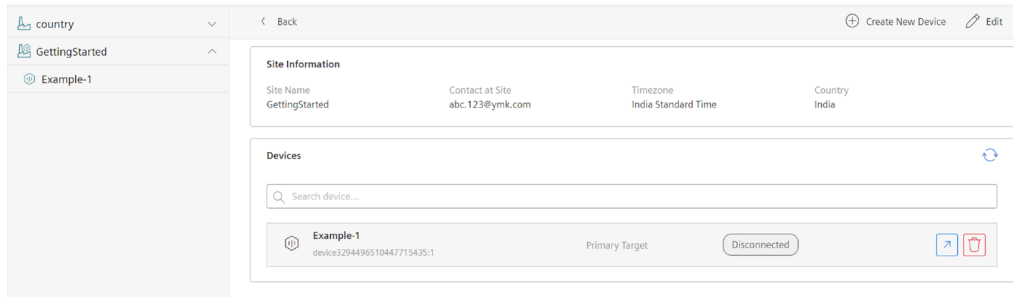 country
GettingStarted
Example-1
Back
Create New Device
Edit
Site Information
Site Name
Contact at Site
Timezone
Country
GettingStarted
abc.123@ymk.com
India Standard Time
India
Devices
Search device...
Example-1
device3294496510447715435:1
Primary Target
Disconnected